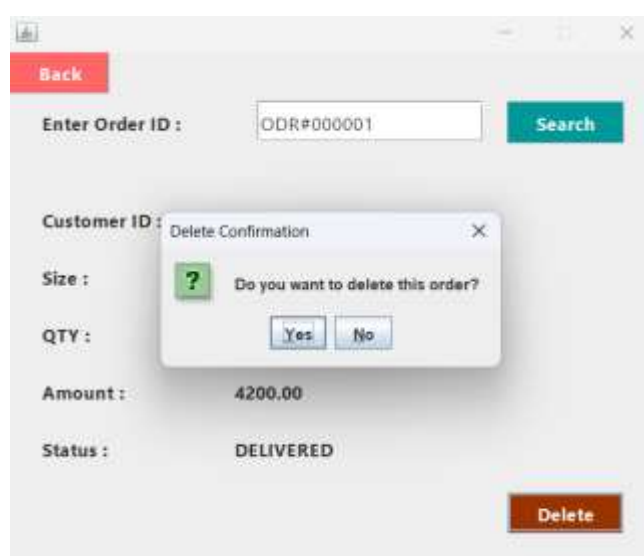 Back
Enter Order ID : ODR#000001 Search
Customer ID :
Delete Confirmation
Size :
? Do you want to delete this order?
QTY :
Yes No
Amount : 4200.00
Status : DELIVERED
Delete